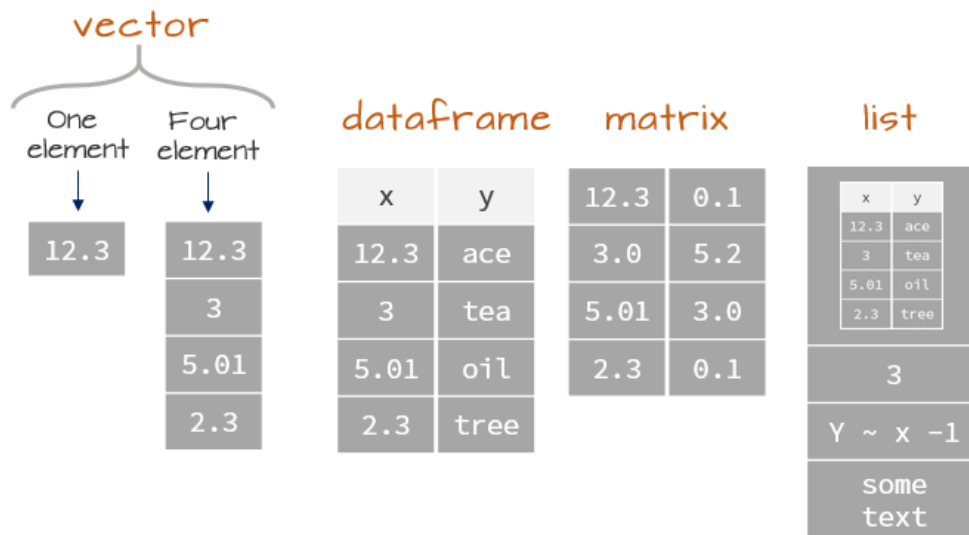 vector
One
element
Four
element
12.3
12.3
3
5.01
2.3
dataframe
x y
12.3 ace
3 tea
5.01 oil
2.3 tree
matrix
12.3 0.1
3.0 5.2
5.01 3.0
2.3 0.1
list
x y
12.3 ace
3 tea
5.01 oil
2.3 tree
3
Y ~ x -1
some
text